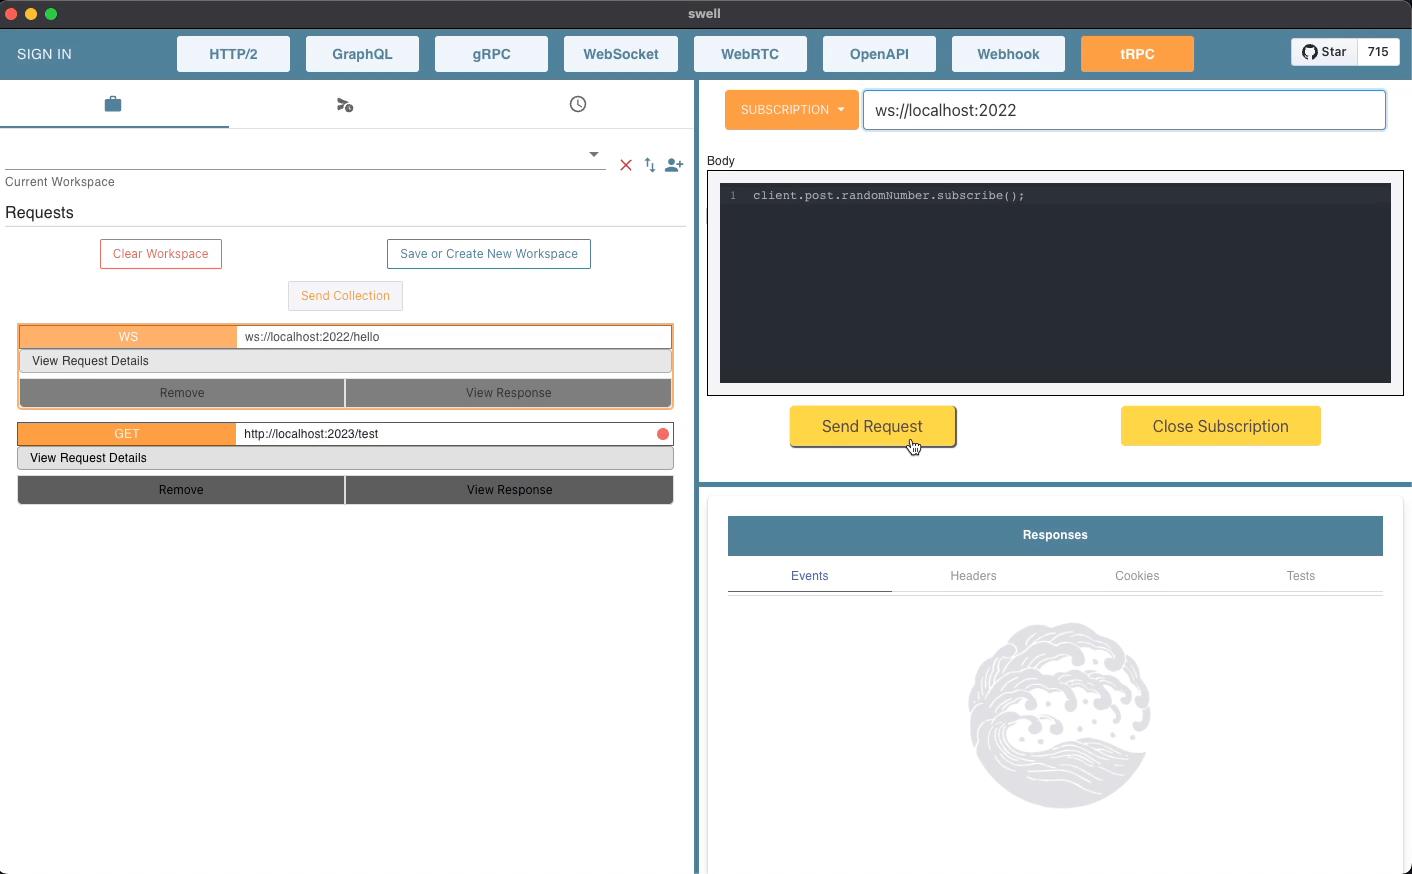 swell
SIGN IN
HTTP/2
GraphQL
gRPC
WebSocket
WebRTC
OpenAPI
Webhook
tRPC
Star
715
Current Workspace
Requests
Clear Workspace
Save or Create New Workspace
Send Collection
WS
ws://localhost:2022/hello
View Request Details
Remove
View Response
GET
http://localhost:2023/test
View Request Details
Remove
View Response
SUBSCRIPTION
ws://localhost:2022
Body
1 client.post.randomNumber.subscribe();
Send Request
Close Subscription
Responses
Events
Headers
Cookies
Tests